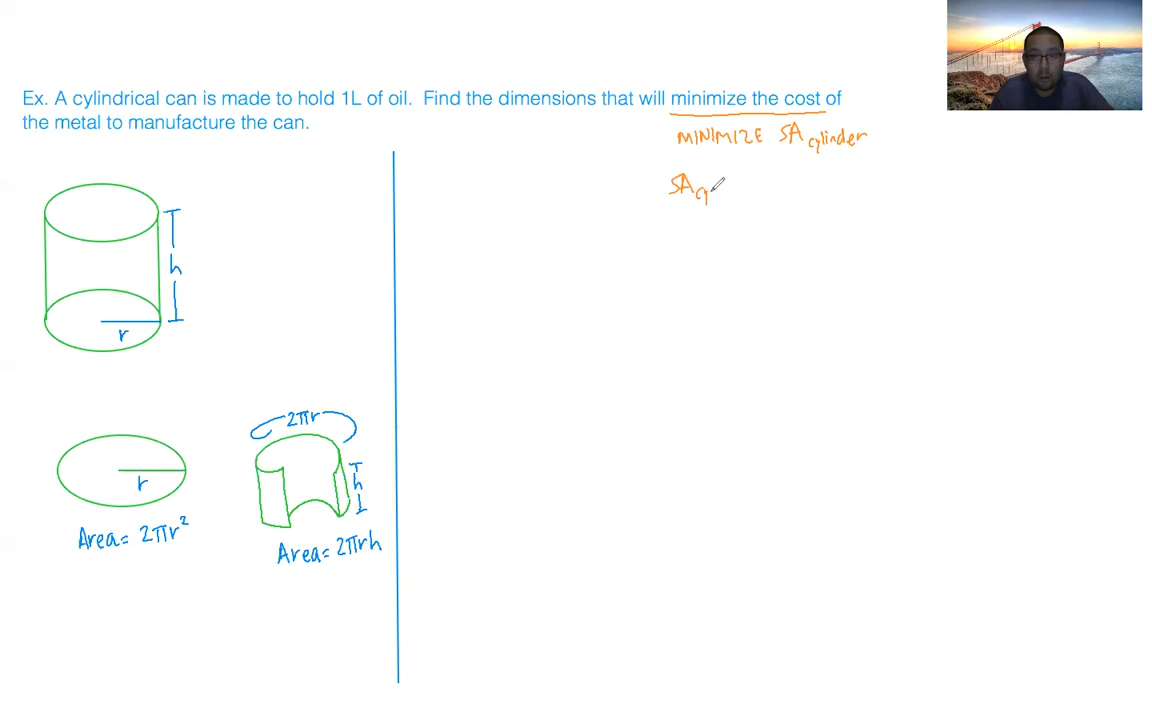 Ex. A cylindrical can is made to hold 1L of oil. Find the dimensions that will minimize the cost of
the metal to manufacture the can.
MINIMIZE SA cylinder
SA cy
h
r
2πr
r
h
Area= 2πr²
Area= 2πrh